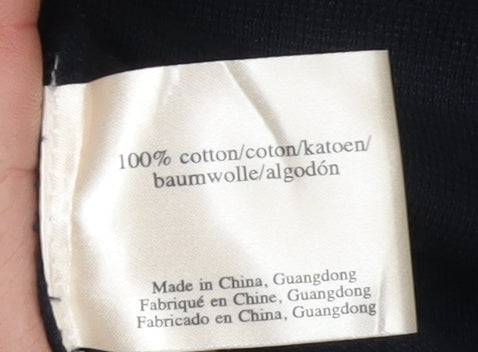 100% cotton/coton/katoen/
baumwolle/algodón
Made in China, Guangdong
Fabriqué en Chine, Guangdong
Fabricado en China, Guangdong